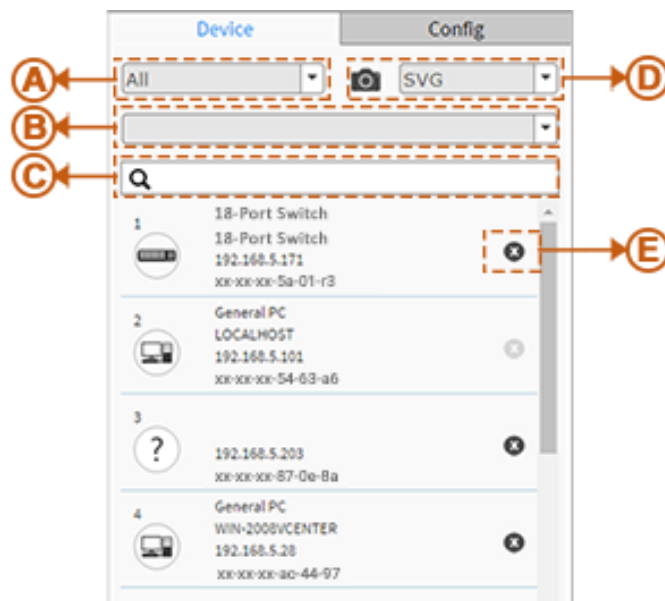 Device
Config
A
All
SVG
D
B
C
1
18-Port Switch
18-Port Switch
192.168.5.171
xx-xx-xx-5a-01-r3
E
2
General PC
LOCALHOST
192.168.5.101
xx-xx-xx-54-63-a6
3
?
192.168.5.203
xx-xx-xx-87-0e-8a
4
General PC
WIN-2008VCENTER
192.168.5.28
xx-xx-xx-ac-44-97